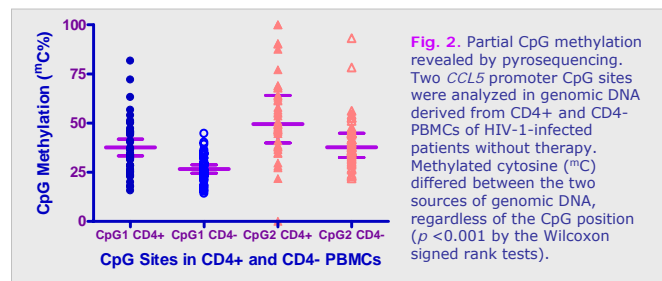 100
75
50
25
0
CpG Methylation (ᵐC%)
CpG1 CD4+ CpG1 CD4- CpG2 CD4+ CpG2 CD4-
CpG Sites in CD4+ and CD4- PBMCs
Fig. 2. Partial CpG methylation
revealed by pyrosequencing.
Two CCL5 promoter CpG sites
were analyzed in genomic DNA
derived from CD4+ and CD4-
PBMCs of HIV-1-infected
patients without therapy.
Methylated cytosine (ᵐC)
differed between the two
sources of genomic DNA,
regardless of the CpG position
(p <0.001 by the Wilcoxon
signed rank tests).